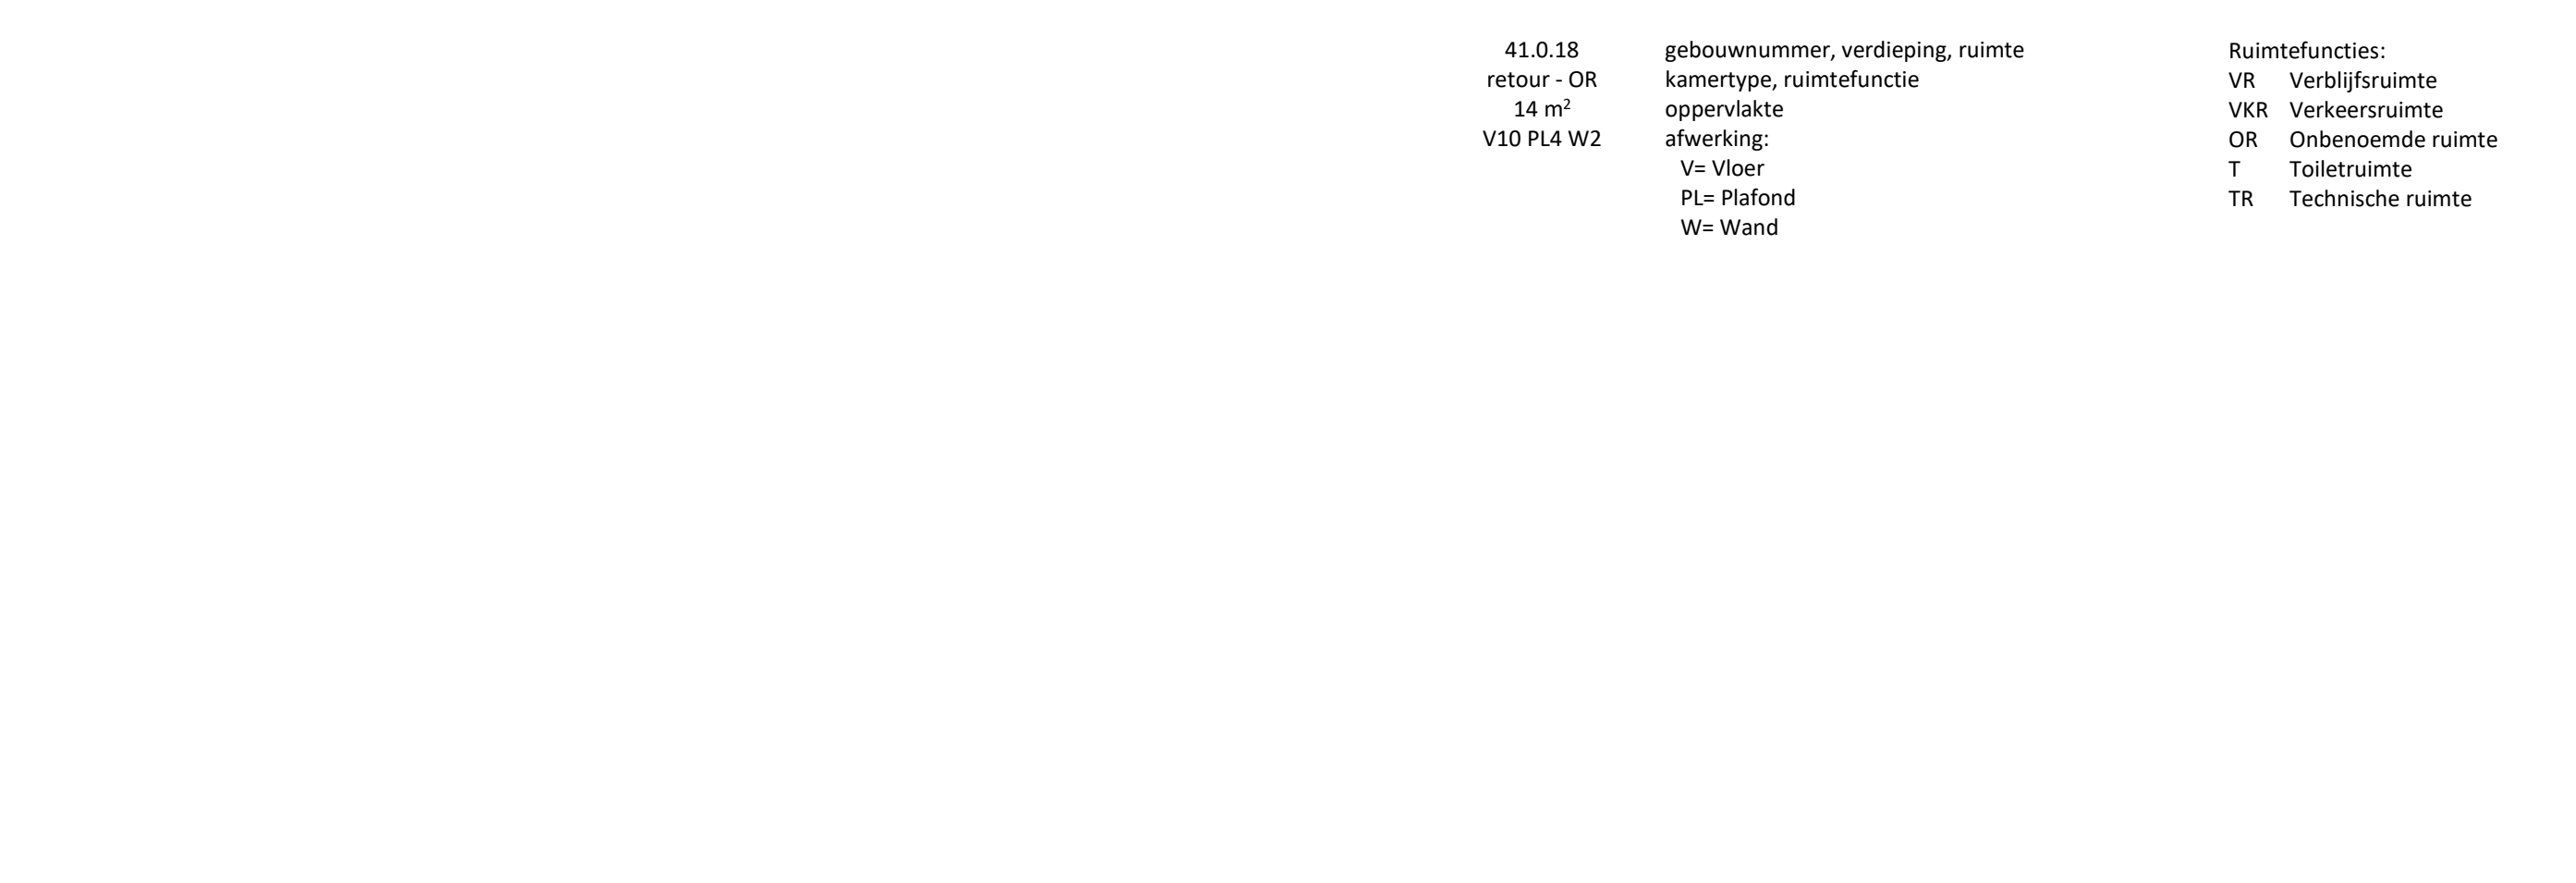 41.0.18 gebouwnummer, verdieping, ruimte
retour - OR kamertype, ruimtefunctie
14 m² oppervlakte
V10 PL4 W2 afwerking:
V= Vloer
PL= Plafond
W= Wand
Ruimtefuncties:
VR Verblijfsruimte
VKR Verkeersruimte
OR Onbenoemde ruimte
T Toiletruimte
TR Technische ruimte